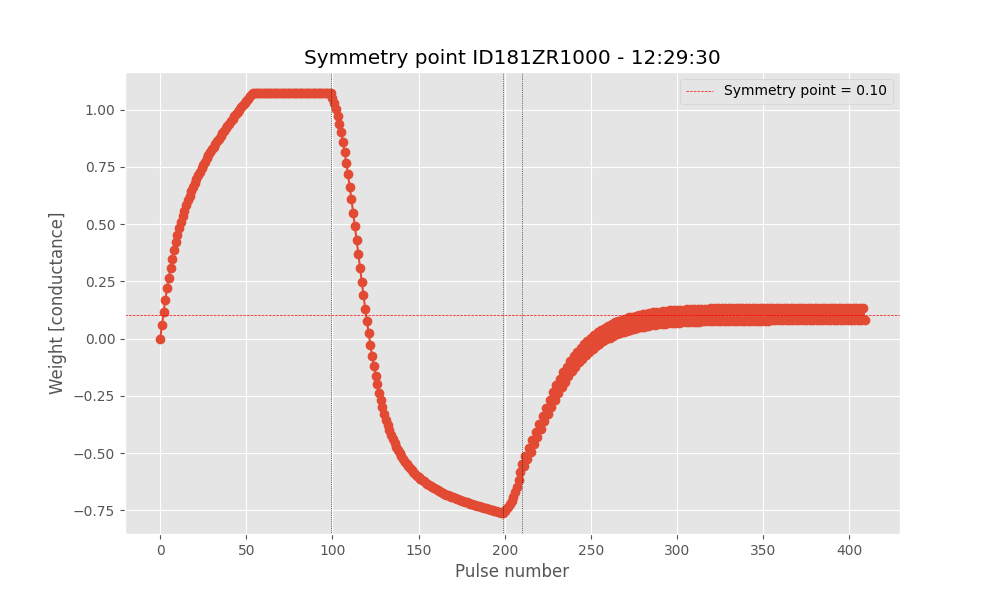 Symmetry point ID181ZR1000 - 12:29:30
Symmetry point = 0.10
Weight [conductance]
1.00
0.75
0.50
0.25
0.00
−0.25
−0.50
−0.75
0 50 100 150 200 250 300 350 400
Pulse number